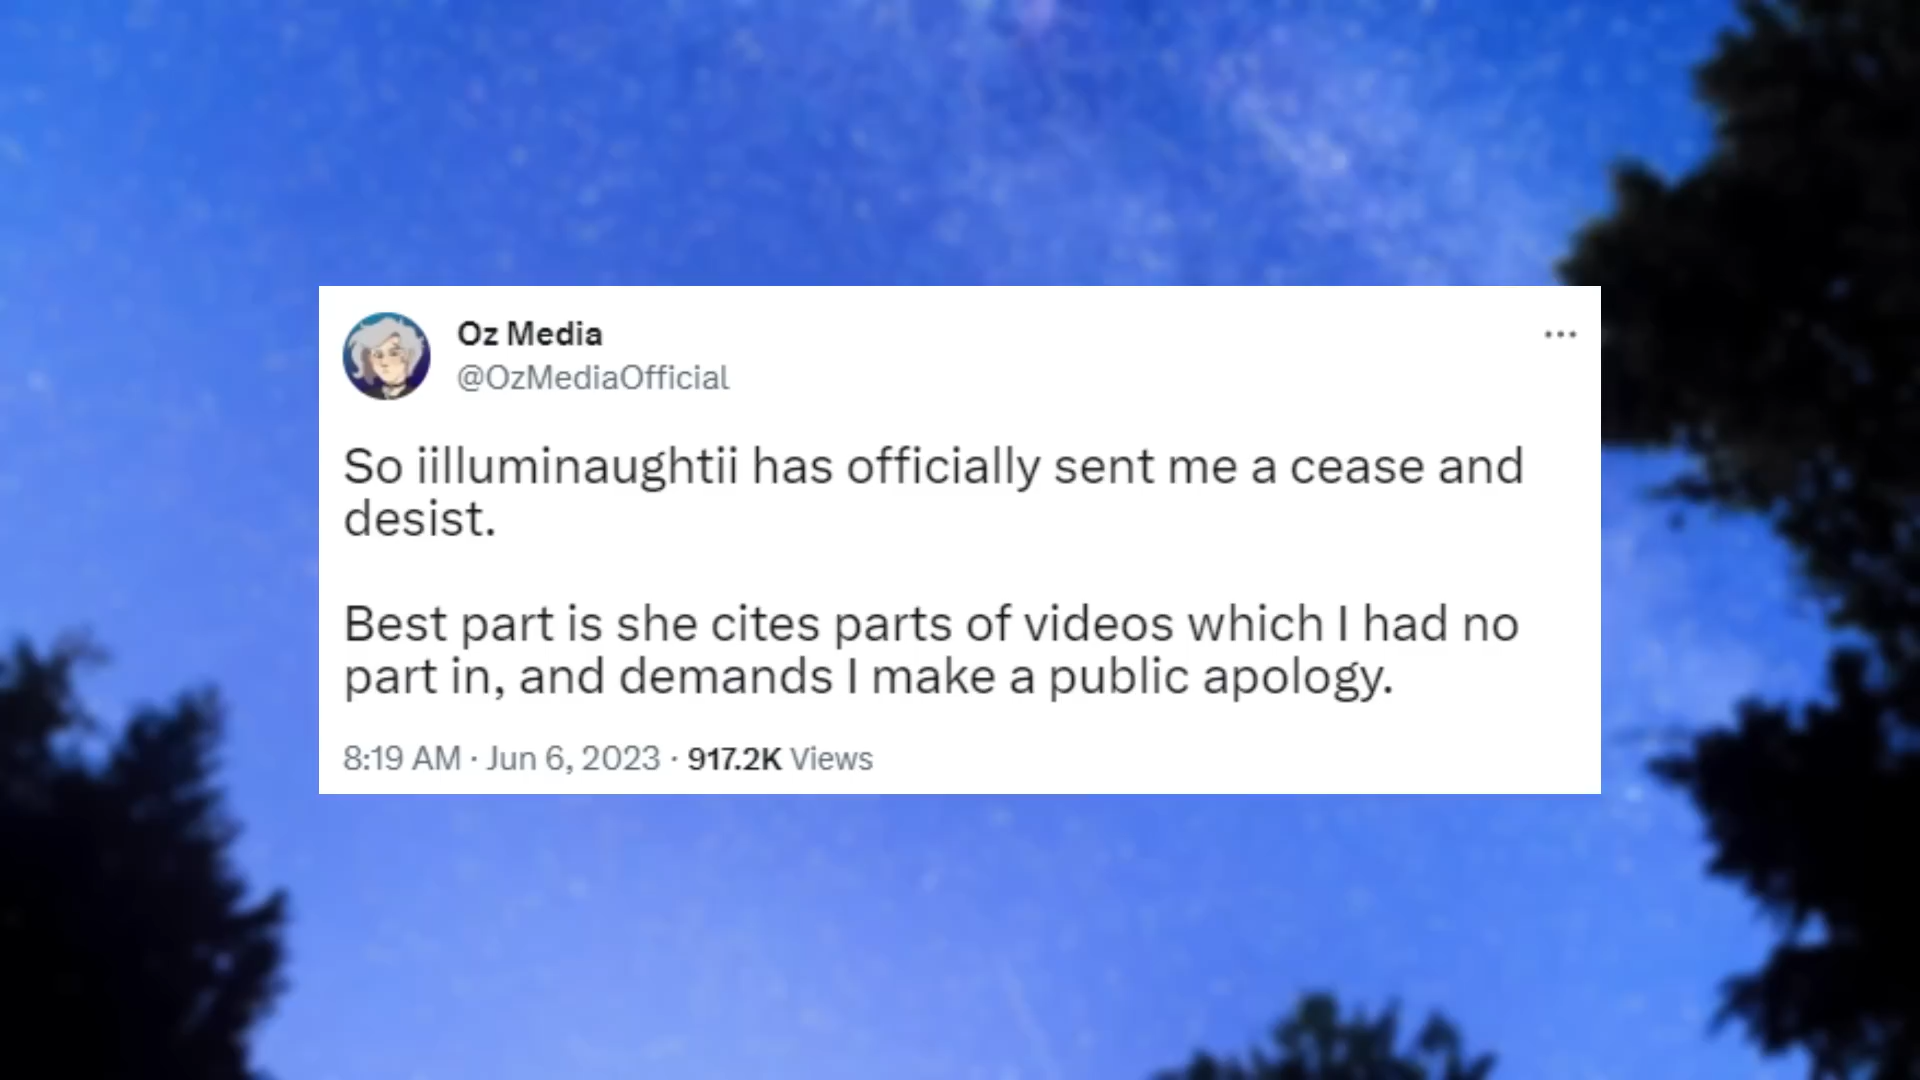 Oz Media
@OzMediaOfficial
So iilluminaughtii has officially sent me a cease and
desist.
Best part is she cites parts of videos which I had no
part in, and demands I make a public apology.
8:19 AM · Jun 6, 2023 · 917.2K Views